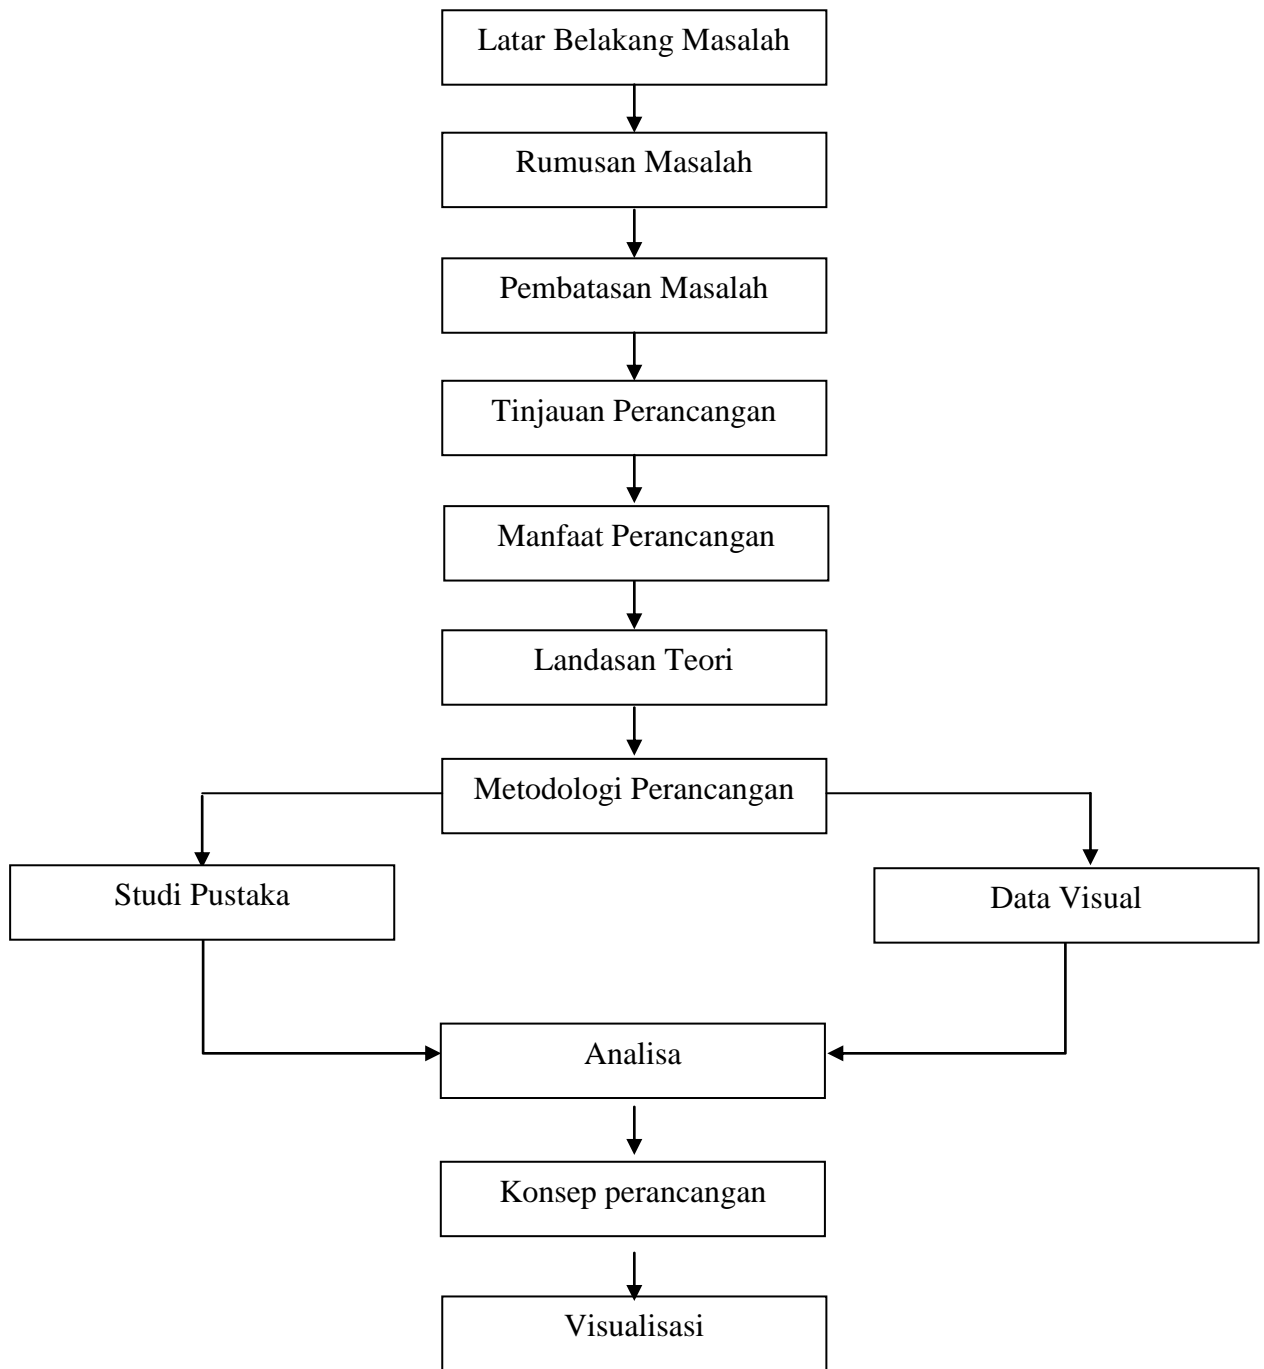 Latar Belakang Masalah
Rumusan Masalah
Pembatasan Masalah
Tinjauan Perancangan
Manfaat Perancangan
Landasan Teori
Metodologi Perancangan
Studi Pustaka
Data Visual
Analisa
Konsep perancangan
Visualisasi